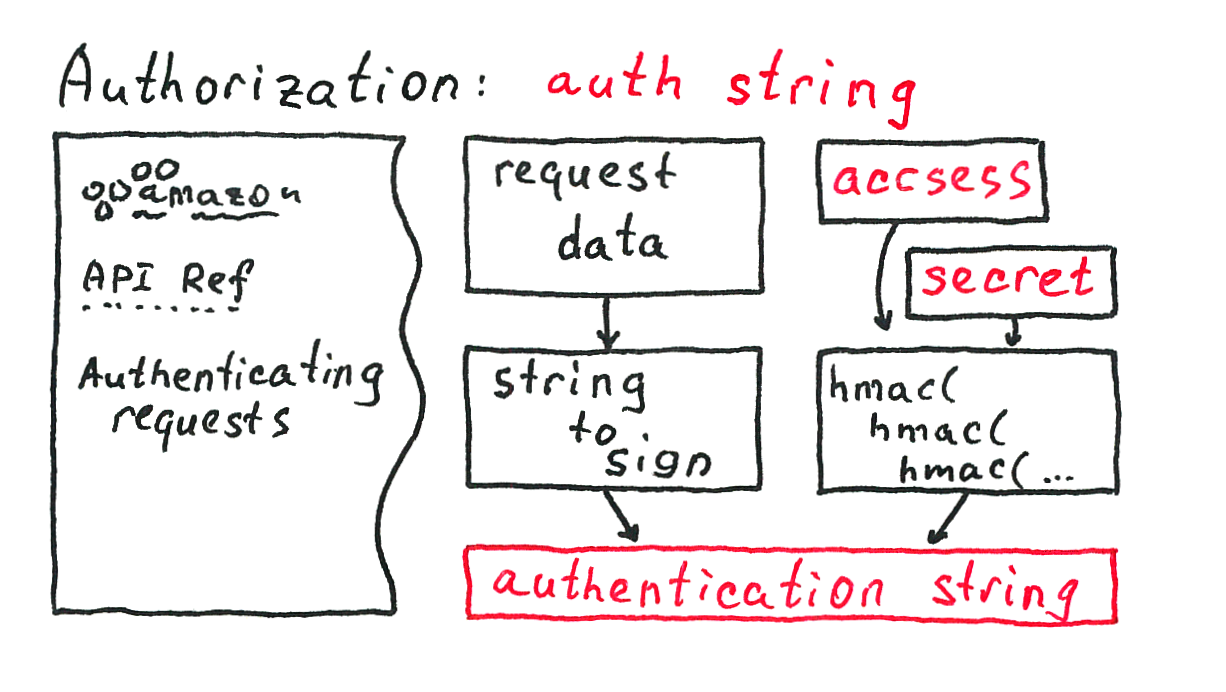 Authorization: auth string
amazon
API Ref
Authenticating
requests
request
data
string
to
sign
accsess
secret
hmac(
hmac(
hmac(...
authentication string